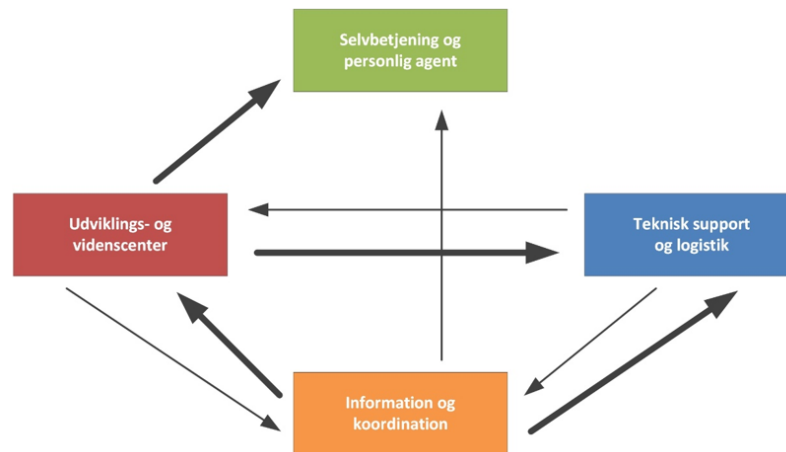 Selvbetjening og
personlig agent
Udviklings- og
videnscenter
Teknisk support
og logistik
Information og
koordination